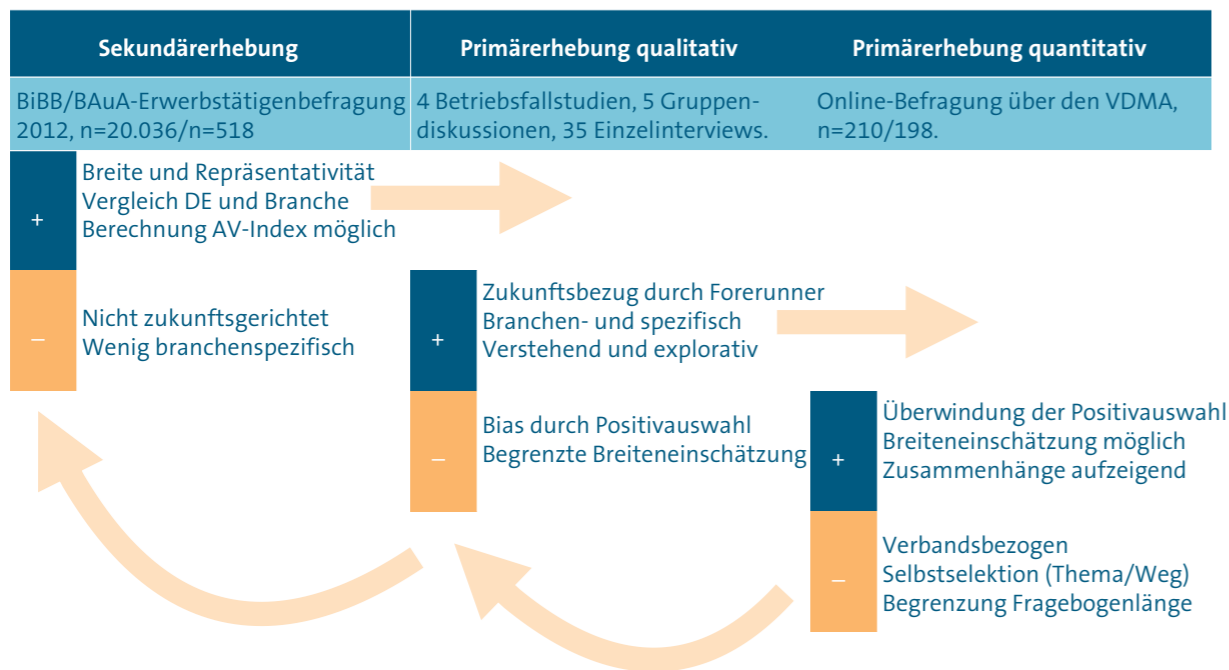 Sekundärerhebung
Primärerhebung qualitativ
Primärerhebung quantitativ
BiBB/BAuA-Erwerbstätigenbefragung
2012, n=20.036/n=518
4 Betriebsfallstudien, 5 Gruppen-
diskussionen, 35 Einzelinterviews.
Online-Befragung über den VDMA,
n=210/198.
+
Breite und Repräsentativität
Vergleich DE und Branche
Berechnung AV-Index möglich
–
Nicht zukunftsgerichtet
Wenig branchenspezifisch
+
Zukunftsbezug durch Forerunner
Branchen- und spezifisch
Verstehend und explorativ
–
Bias durch Positivauswahl
Begrenzte Breiteneinschätzung
+
Überwindung der Positivauswahl
Breiteneinschätzung möglich
Zusammenhänge aufzeigend
–
Verbandsbezogen
Selbstselektion (Thema/Weg)
Begrenzung Fragebogenlänge